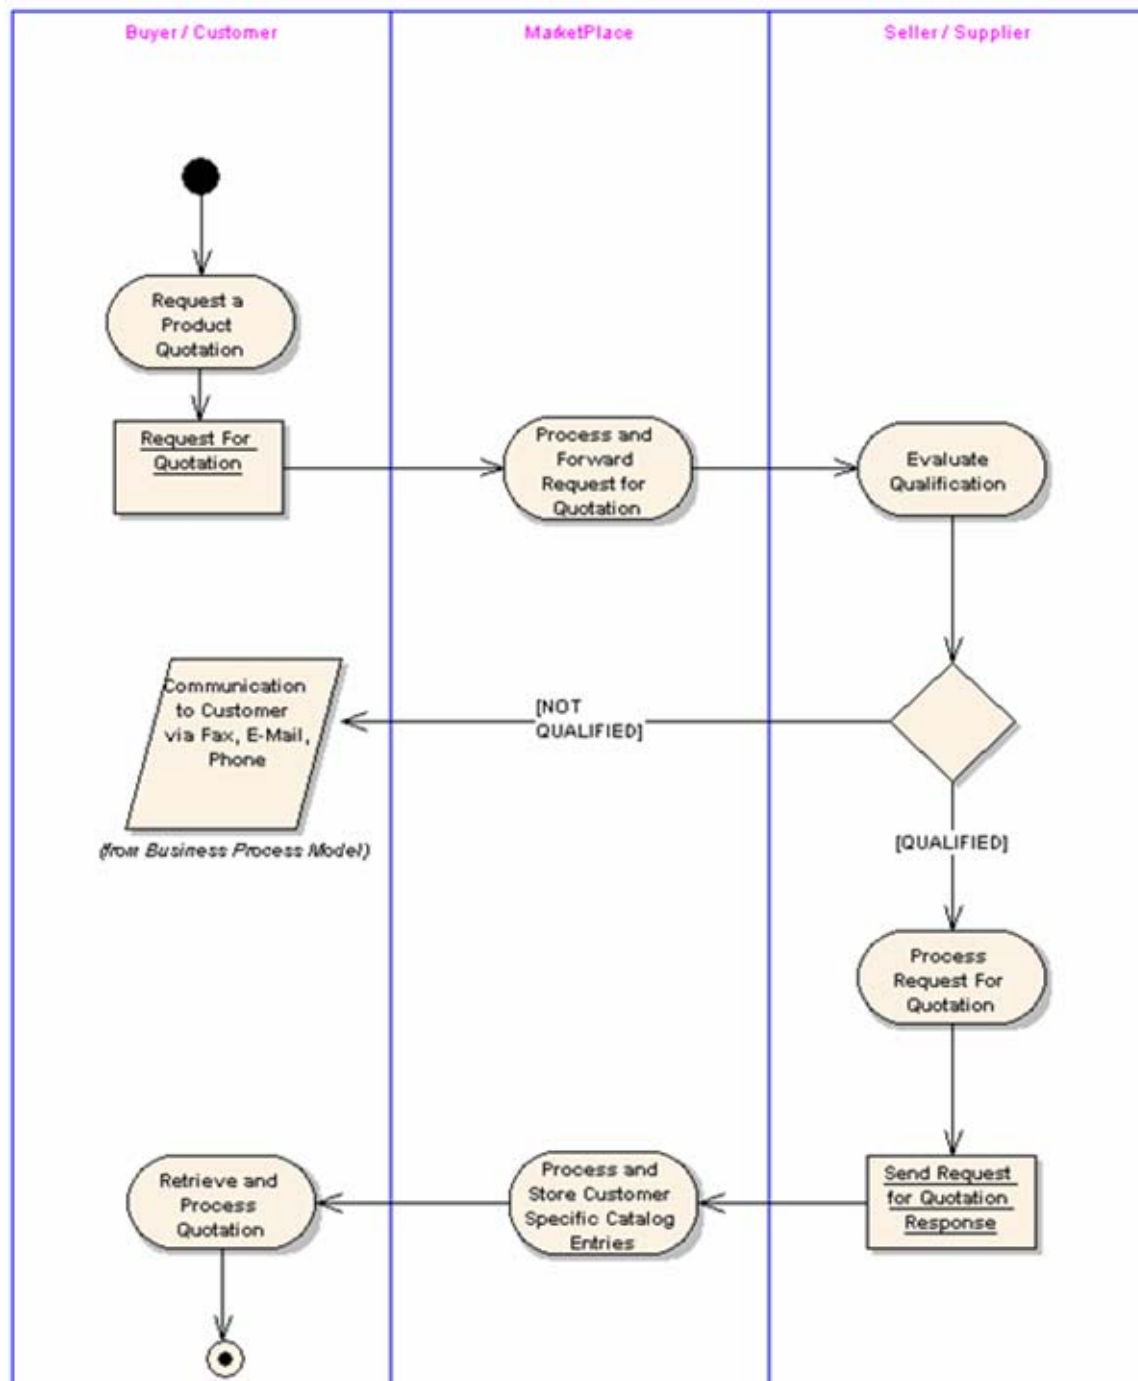 Buyer / Customer
MarketPlace
Seller / Supplier
Request a
Product
Quotation
Request For
Quotation
Process and
Forward
Request for
Quotation
Evaluate
Qualification
Communication
to Customer
via Fax, E-Mail,
Phone
(from Business Process Model)
[NOT
QUALIFIED]
[QUALIFIED]
Process
Request For
Quotation
Send Request
for Quotation
Response
Process and
Store Customer
Specific Catalog
Entries
Retrieve and
Process
Quotation